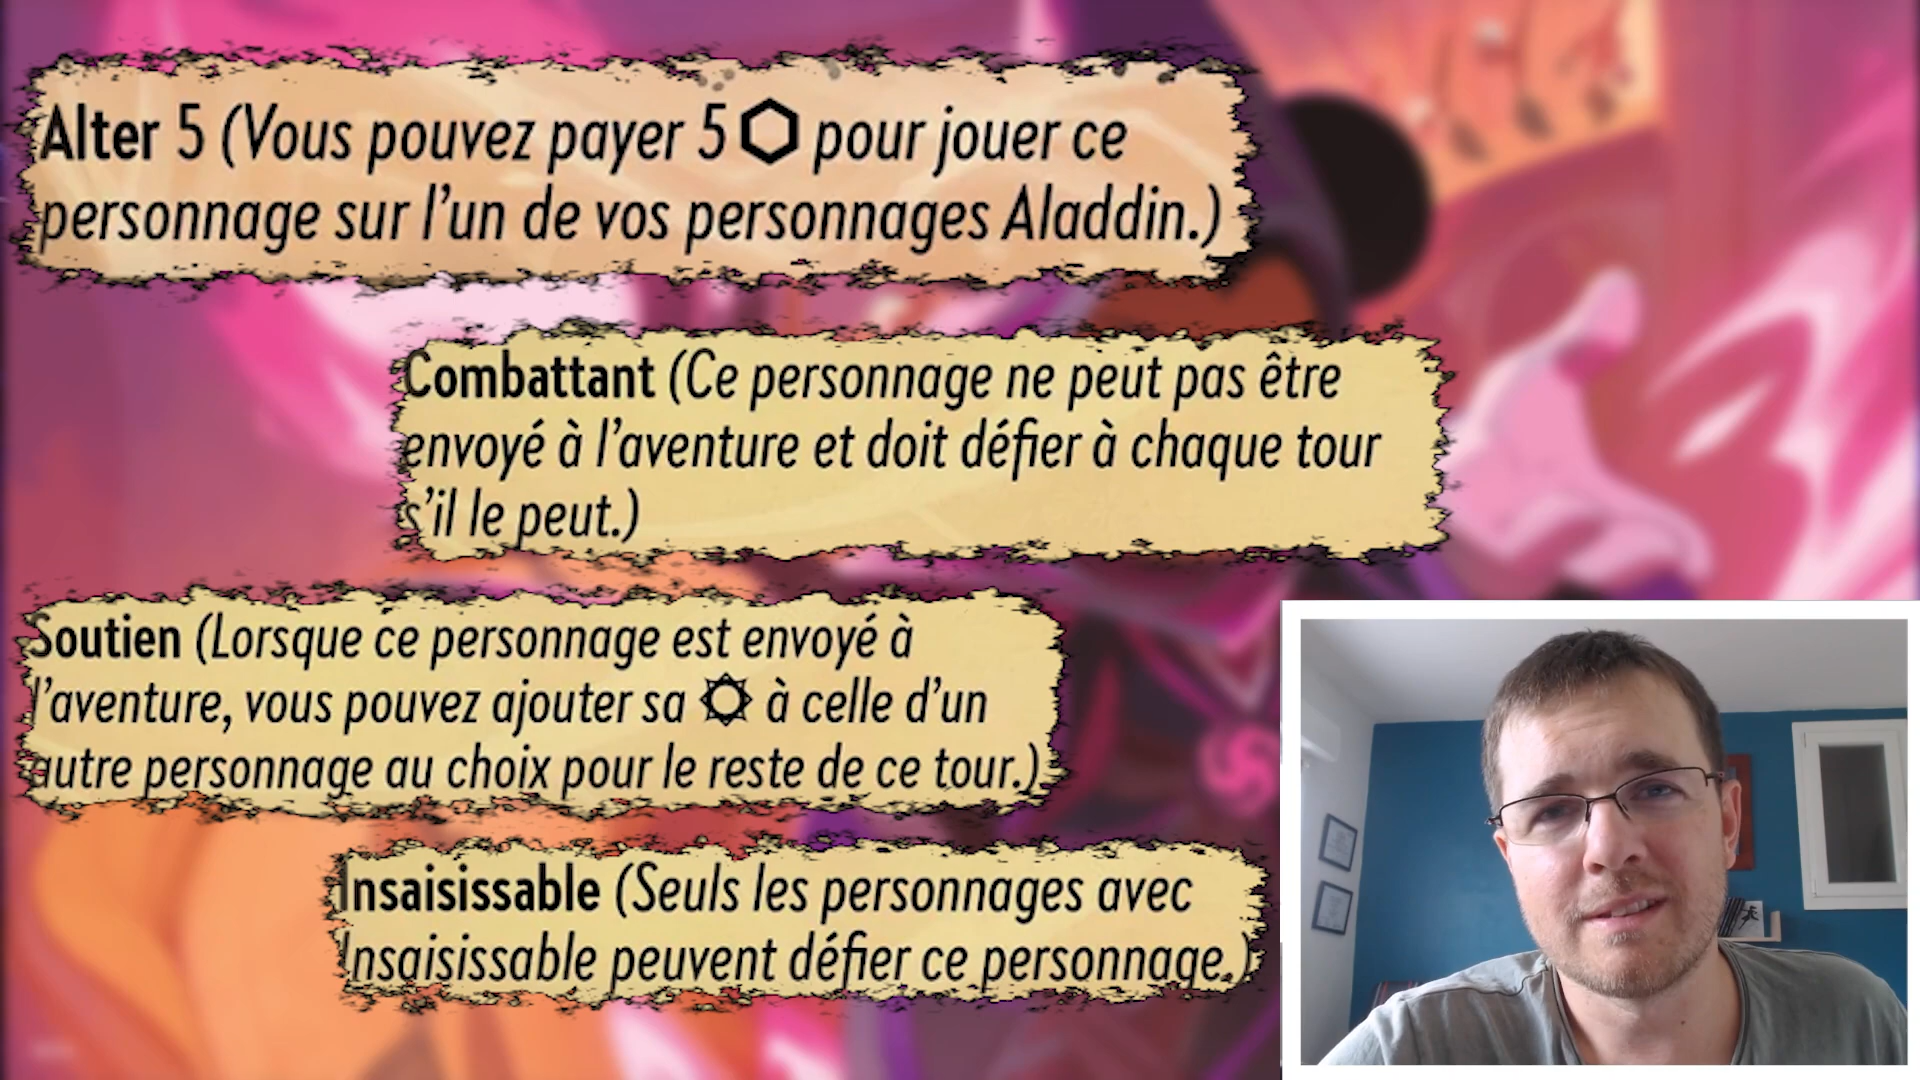 Alter 5 (Vous pouvez payer 5 ⬡ pour jouer ce
personnage sur l'un de vos personnages Aladdin.)
Combattant (Ce personnage ne peut pas être
envoyé à l'aventure et doit défier à chaque tour
s'il le peut.)
Soutien (Lorsque ce personnage est envoyé à
l'aventure, vous pouvez ajouter sa ¤ à celle d'un
autre personnage au choix pour le reste de ce tour.)
Insaisissable (Seuls les personnages avec
Insaisissable peuvent défier ce personnage.)